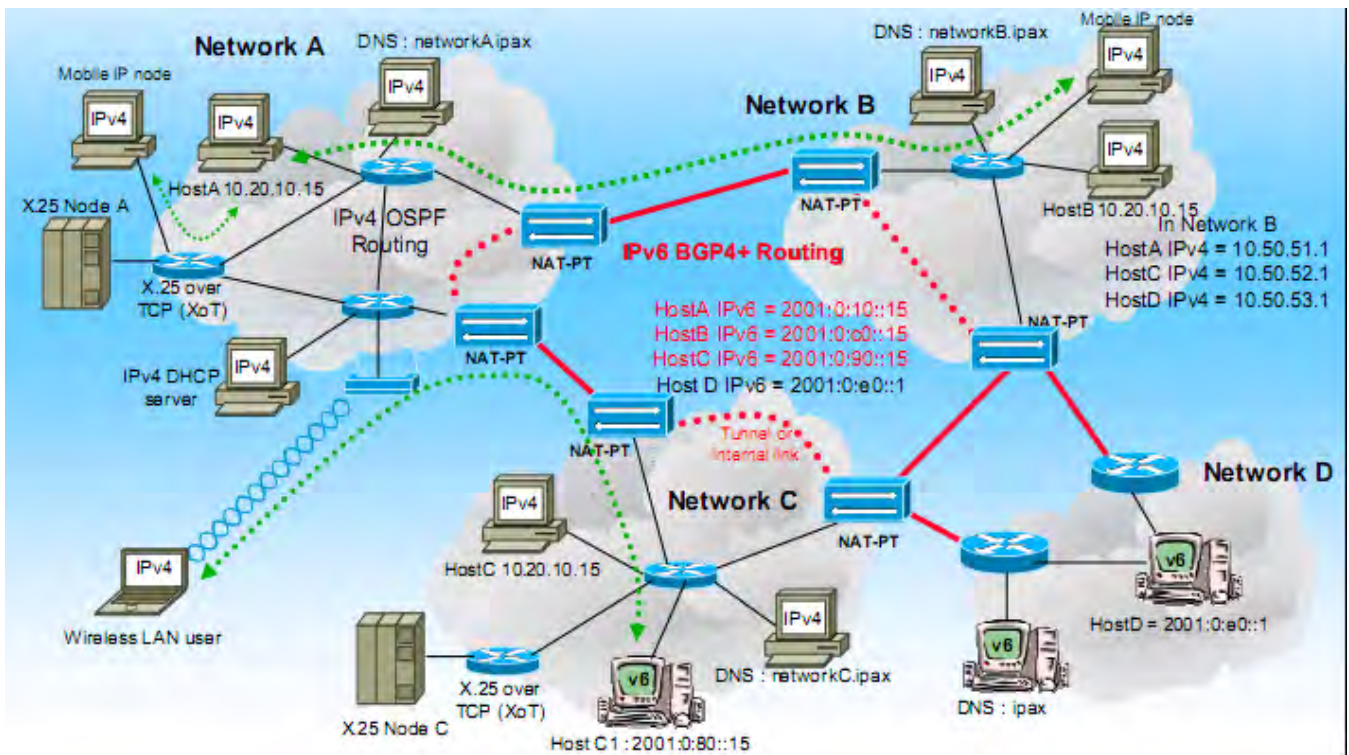 Network A
DNS : networkA.ipax
Mobile IP node
IPv4
IPv4
IPv4
HostA 10.20.10.15
X.25 Node A
IPv4 OSPF
Routing
X.25 over
TCP (XoT)
NAT-PT
NAT-PT
IPv4
IPv4 DHCP
server
IPv4
Wireless LAN user
DNS : networkB.ipax
Mobile IP node
IPv4
IPv4
Network B
IPv4
NAT-PT
HostB 10.20.10.15
In Network B
HostA IPv4 = 10.50.51.1
HostC IPv4 = 10.50.52.1
HostD IPv4 = 10.50.53.1
NAT-PT
IPv6 BGP4+ Routing
HostA IPv6 = 2001:0:10::15
HostB IPv6 = 2001:0:c0::15
HostC IPv6 = 2001:0:90::15
Host D IPv6 = 2001:0:e0::1
NAT-PT
Tunnel or
internal link
Network C
NAT-PT
IPv4
HostC 10.20.10.15
X.25 Node C
X.25 over
TCP (XoT)
v6
Host C1 : 2001:0:80::15
IPv4
DNS : networkC.ipax
Network D
v6
HostD = 2001:0:e0::1
v6
DNS : ipax